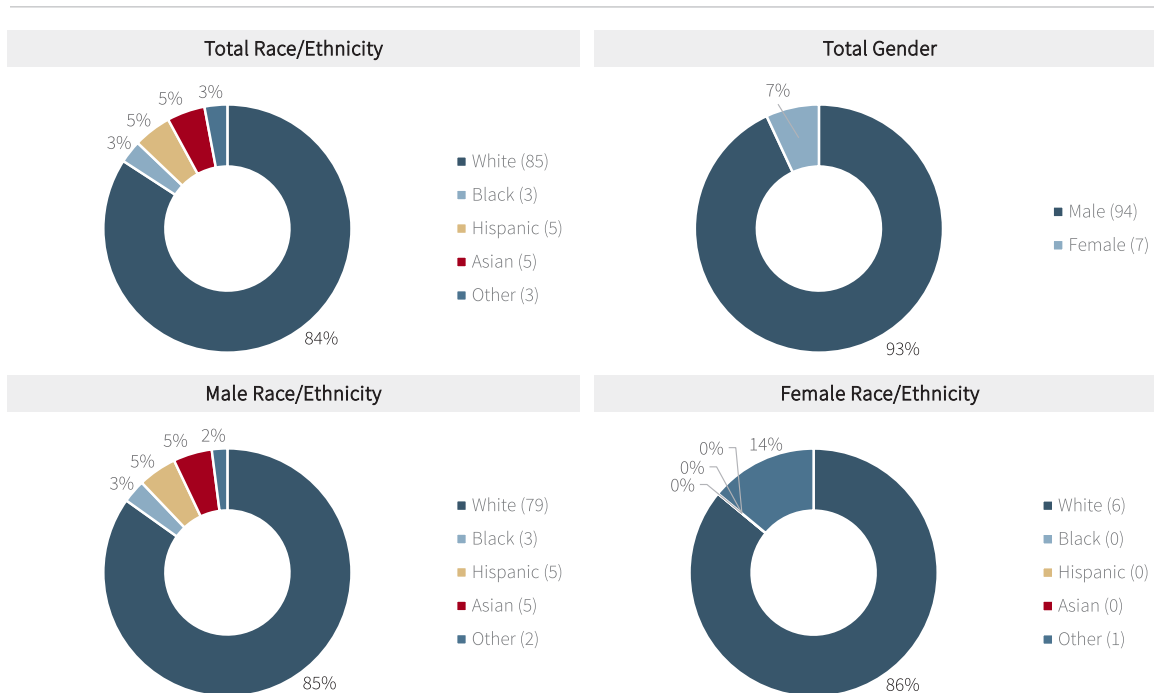 Total Race/Ethnicity
3%
5%
5%
3%
84%
White (85)
Black (3)
Hispanic (5)
Asian (5)
Other (3)
Total Gender
7%
93%
Male (94)
Female (7)
Male Race/Ethnicity
3%
5%
5%
2%
85%
White (79)
Black (3)
Hispanic (5)
Asian (5)
Other (2)
Female Race/Ethnicity
0%
0%
0%
14%
86%
White (6)
Black (0)
Hispanic (0)
Asian (0)
Other (1)